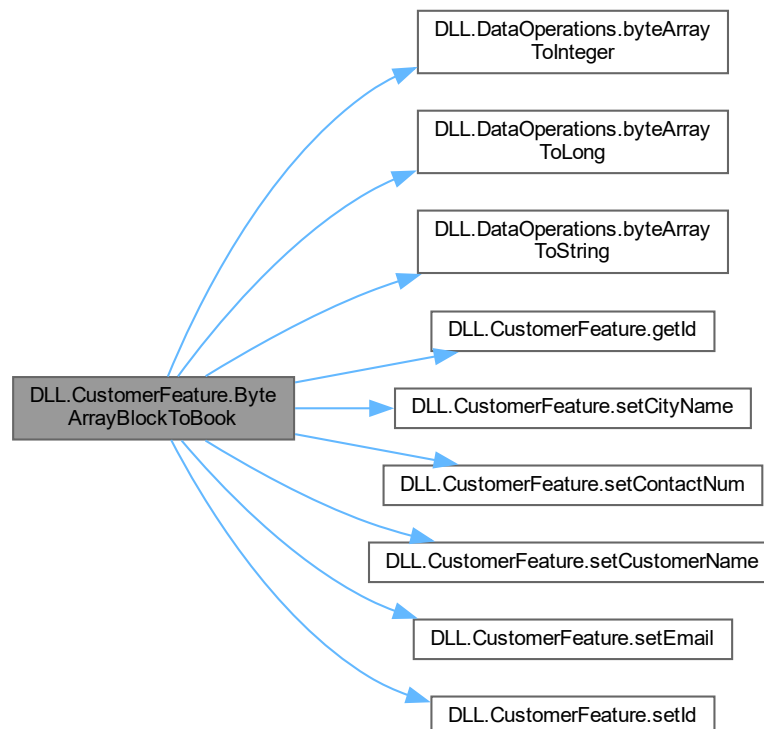 DLL.DataOperations.byteArray
ToInteger
DLL.DataOperations.byteArray
ToLong
DLL.DataOperations.byteArray
ToString
DLL.CustomerFeature.getId
DLL.CustomerFeature.Byte
ArrayBlockToBook
DLL.CustomerFeature.setCityName
DLL.CustomerFeature.setContactNum
DLL.CustomerFeature.setCustomerName
DLL.CustomerFeature.setEmail
DLL.CustomerFeature.setId